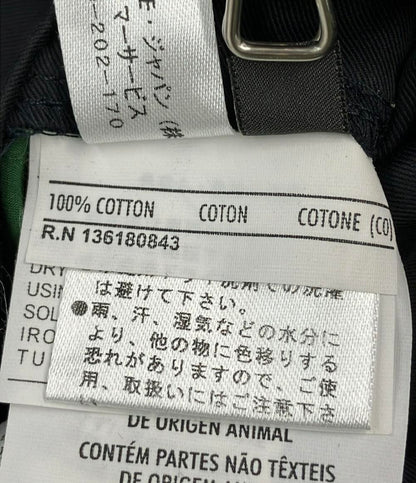 モ・ジャパン(株
マーサービス
-202-170
100% COTTON COTON COTONE (CO)
R.N 136180843
DRY
USIN
SOL
IRO
TU
は避けて下さい。
●雨、汗、湿気などの水分に
より、他の物に色移りする
恐れがありますので、ご使
用、取扱いにはご注意下さ
DE ORIGEN ANIMAL
CONTÉM PARTES NÃO TÊXTEIS
DE ORIGEM ANIMAL